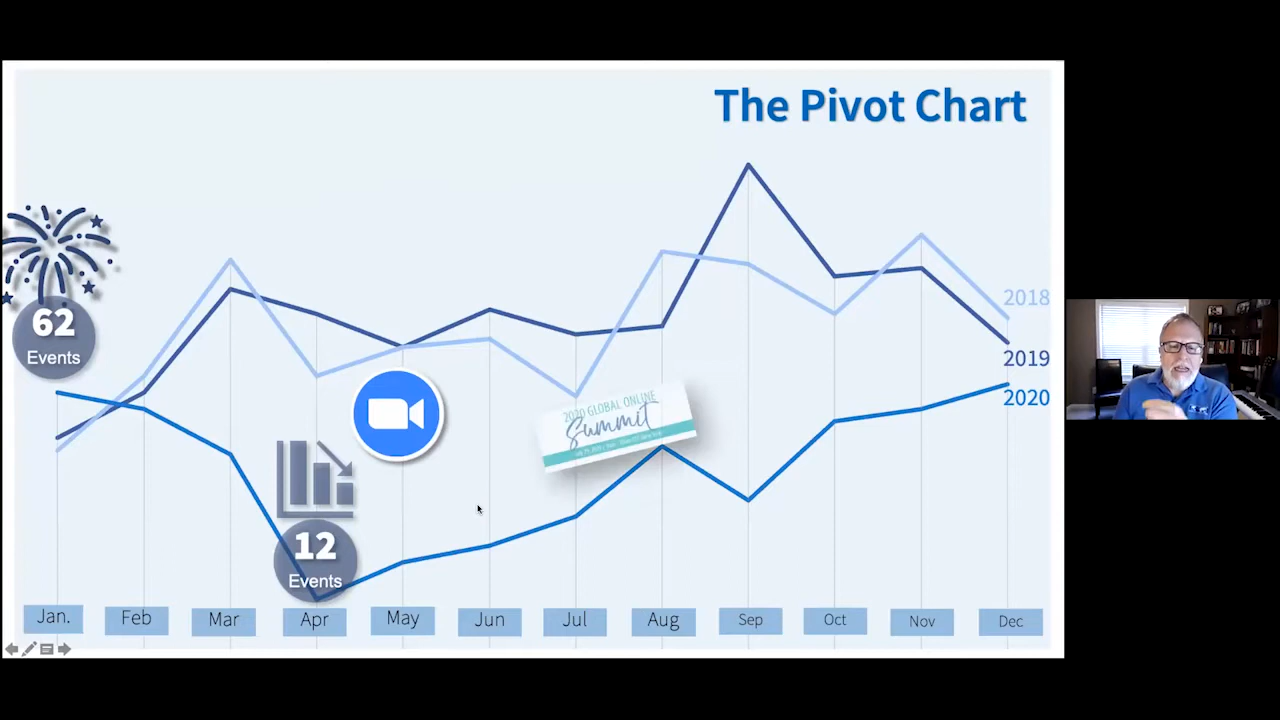 The Pivot Chart
62
Events
2018
2019
2020
2020 GLOBAL ONLINE
Summit
12
Events
Jan.
Feb
Mar
Apr
May
Jun
Jul
Aug
Sep
Oct
Nov
Dec